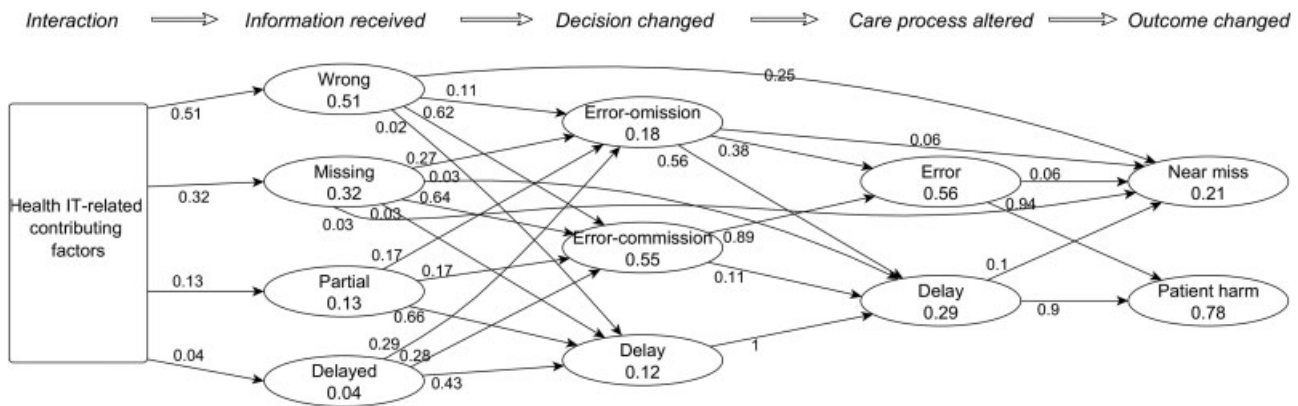 Interaction
Information received
Decision changed
Care process altered
Outcome changed
Health IT-related
contributing
factors
0.51
0.32
0.13
0.04
Wrong
0.51
Missing
0.32
Partial
0.13
Delayed
0.04
0.25
0.11
0.62
0.02
0.27
0.03
0.64
0.03
0.03
0.17
0.17
0.66
0.29
0.28
0.43
Error-omission
0.18
Error-commission
0.55
Delay
0.12
0.06
0.38
0.56
0.89
0.11
1
Error
0.56
Delay
0.29
0.06
0.94
0.1
0.9
Near miss
0.21
Patient harm
0.78